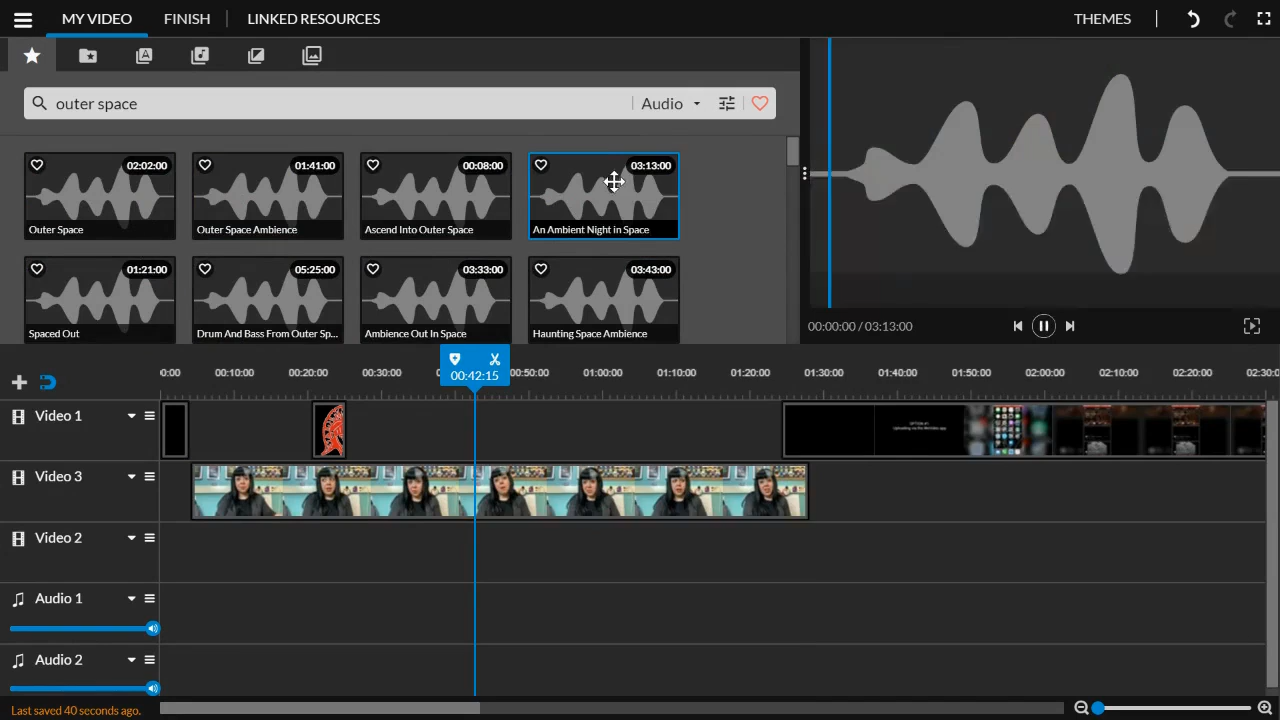 MY VIDEO FINISH LINKED RESOURCES THEMES
outer space Audio
02:02:00 01:41:00 00:08:00 03:13:00
Outer Space Outer Space Ambience Ascend Into Outer Space An Ambient Night in Space
01:21:00 05:25:00 03:33:00 03:43:00
Spaced Out Drum And Bass From Outer Sp... Ambience Out In Space Haunting Space Ambience
00:00:00 / 03:13:00
00:42:15
0:00 00:10:00 00:20:00 00:30:00 00:50:00 01:00:00 01:10:00 01:20:00 01:30:00 01:40:00 01:50:00 02:00:00 02:10:00 02:20:00 02:30:0
Video 1
Video 3
Video 2
Audio 1
Audio 2
Last saved 40 seconds ago.